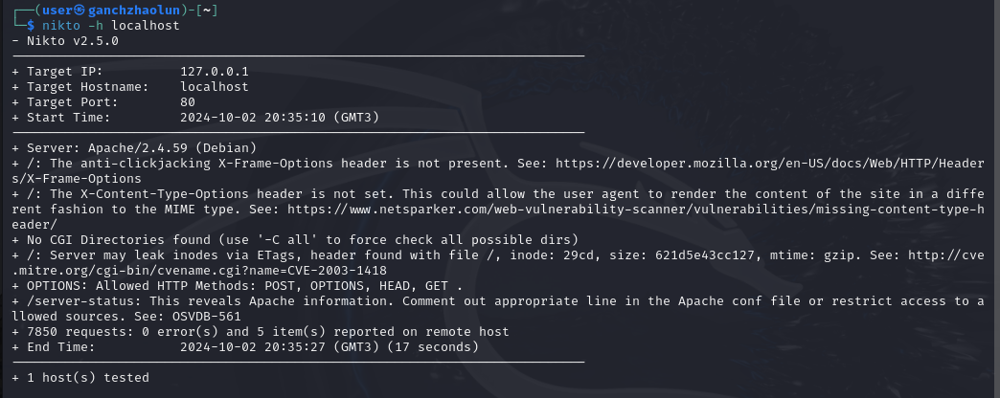 ┌──(user㉿ganchzhaolun)-[~]
└─$ nikto -h localhost
- Nikto v2.5.0
---------------------------------------------------------------------------
+ Target IP:          127.0.0.1
+ Target Hostname:    localhost
+ Target Port:        80
+ Start Time:         2024-10-02 20:35:10 (GMT3)
---------------------------------------------------------------------------
+ Server: Apache/2.4.59 (Debian)
+ /: The anti-clickjacking X-Frame-Options header is not present. See: https://developer.mozilla.org/en-US/docs/Web/HTTP/Header
s/X-Frame-Options
+ /: The X-Content-Type-Options header is not set. This could allow the user agent to render the content of the site in a diffe
rent fashion to the MIME type. See: https://www.netsparker.com/web-vulnerability-scanner/vulnerabilities/missing-content-type-h
eader/
+ No CGI Directories found (use '-C all' to force check all possible dirs)
+ /: Server may leak inodes via ETags, header found with file /, inode: 29cd, size: 621d5e43cc127, mtime: gzip. See: http://cve
.mitre.org/cgi-bin/cvename.cgi?name=CVE-2003-1418
+ OPTIONS: Allowed HTTP Methods: POST, OPTIONS, HEAD, GET .
+ /server-status: This reveals Apache information. Comment out appropriate line in the Apache conf file or restrict access to a
llowed sources. See: OSVDB-561
+ 7850 requests: 0 error(s) and 5 item(s) reported on remote host
+ End Time:           2024-10-02 20:35:27 (GMT3) (17 seconds)
---------------------------------------------------------------------------
+ 1 host(s) tested